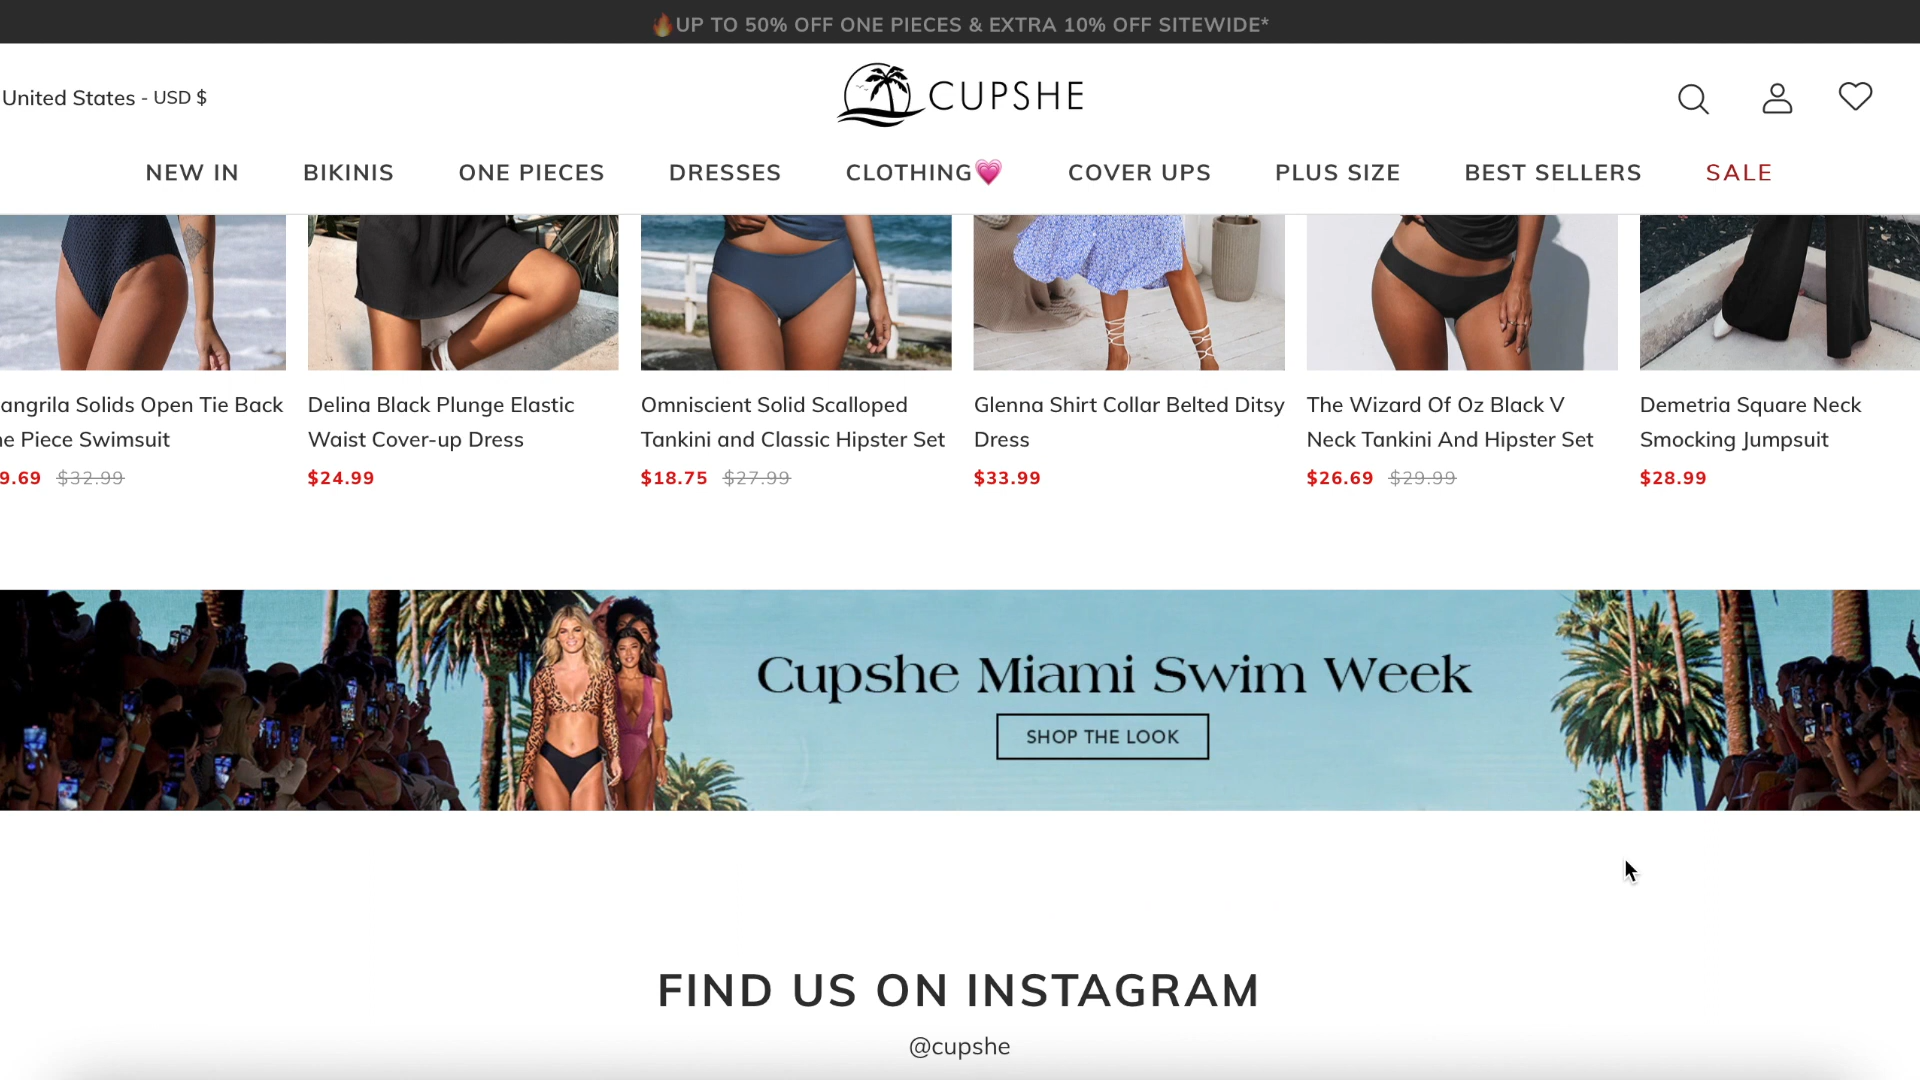 🔥UP TO 50% OFF ONE PIECES & EXTRA 10% OFF SITEWIDE*
United States - USD $
CUPSHE
NEW IN BIKINIS ONE PIECES DRESSES CLOTHING💗 COVER UPS PLUS SIZE BEST SELLERS SALE
angrila Solids Open Tie Back
e Piece Swimsuit
9.69 $32.99
Delina Black Plunge Elastic
Waist Cover-up Dress
$24.99
Omniscient Solid Scalloped
Tankini and Classic Hipster Set
$18.75 $27.99
Glenna Shirt Collar Belted Ditsy
Dress
$33.99
The Wizard Of Oz Black V
Neck Tankini And Hipster Set
$26.69 $29.99
Demetria Square Neck
Smocking Jumpsuit
$28.99
Cupshe Miami Swim Week
SHOP THE LOOK
FIND US ON INSTAGRAM
@cupshe